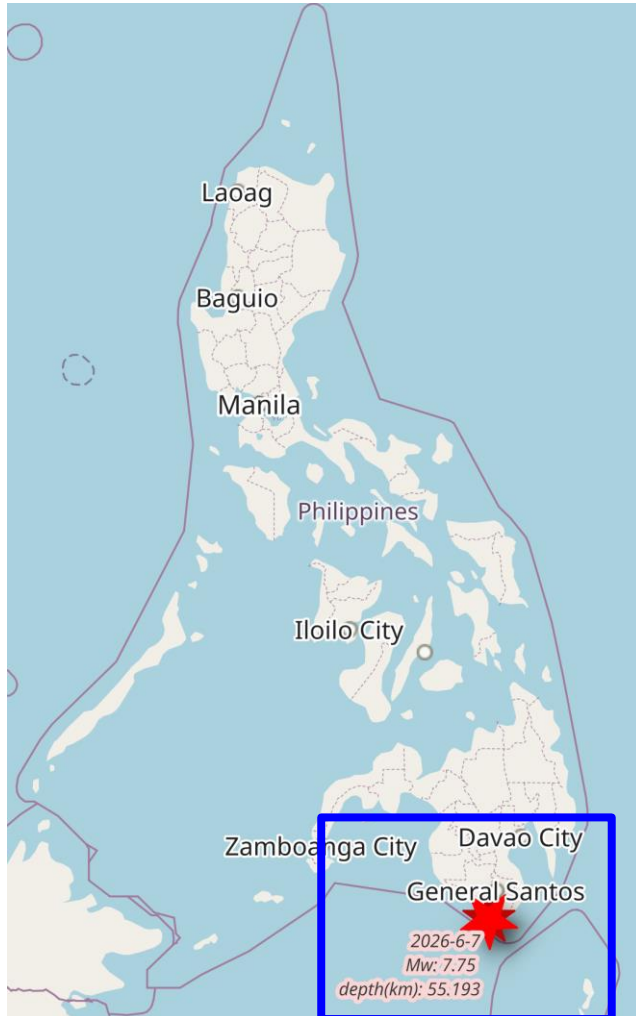 Laoag
Baguio
Manila
Philippines
Iloilo City
Zamboanga City
Davao City
General Santos
2026-6-7
Mw: 7.75
depth(km): 55.193